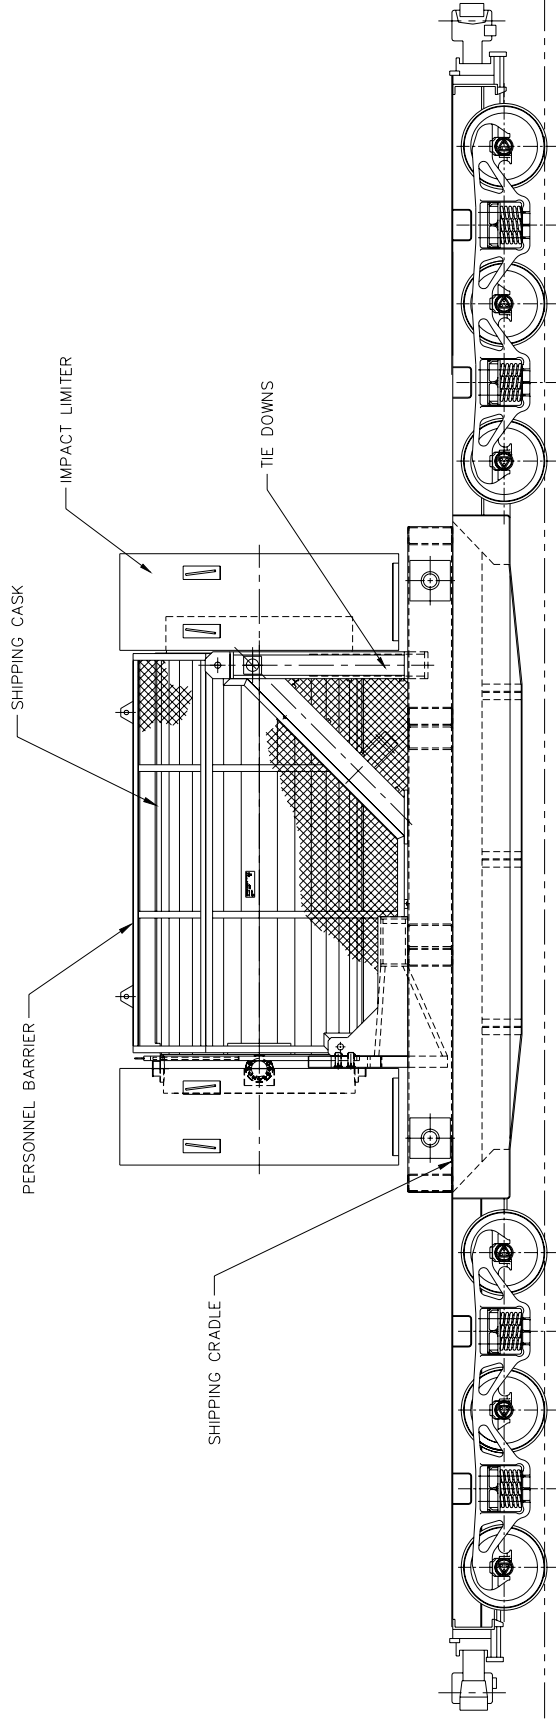 PERSONNEL BARRIER
SHIPPING CASK
IMPACT LIMITER
TIE DOWNS
SHIPPING CRADLE